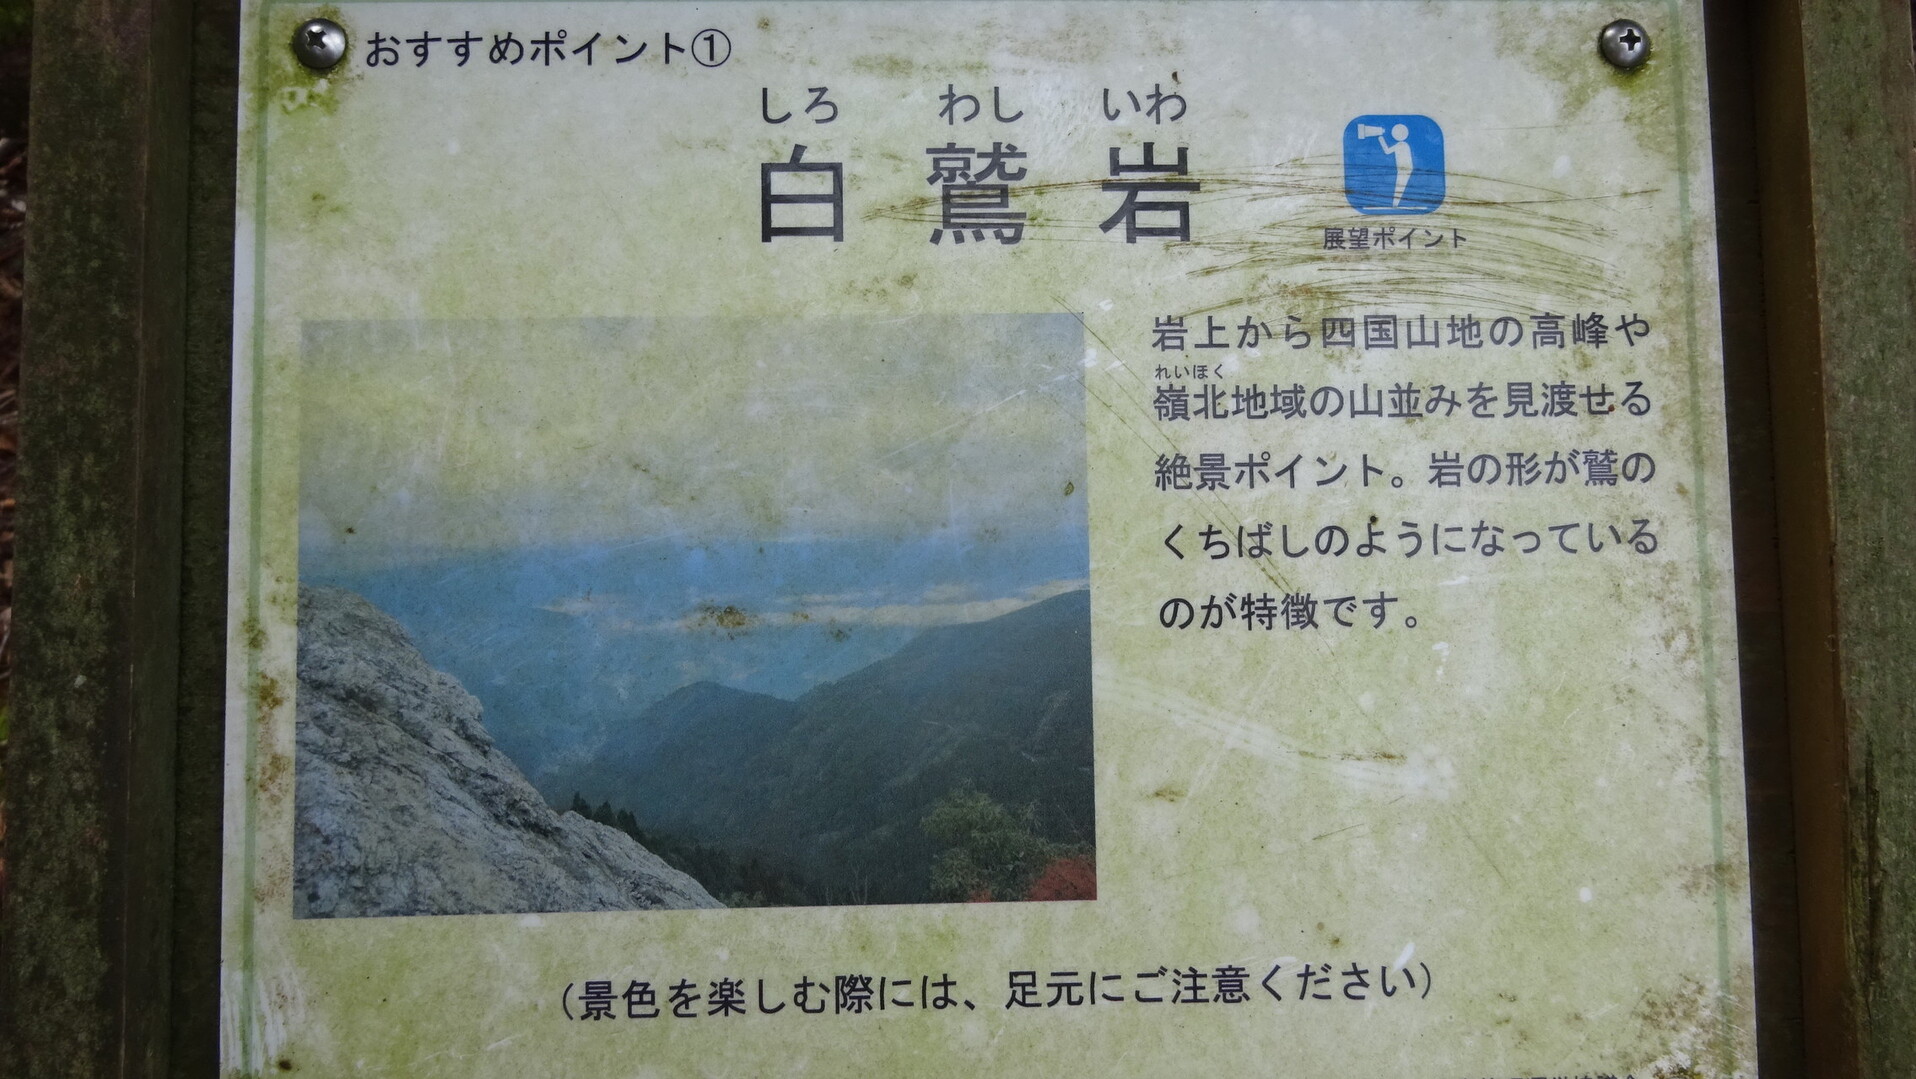 おすすめポイント①
しろ わし いわ
白鷲岩
展望ポイント
岩上から四国山地の高峰や
れいほく
嶺北地域の山並みを見渡せる
絶景ポイント。岩の形が鷲の
くちばしのようになっている
のが特徴です。
(景色を楽しむ際には、足元にご注意ください)